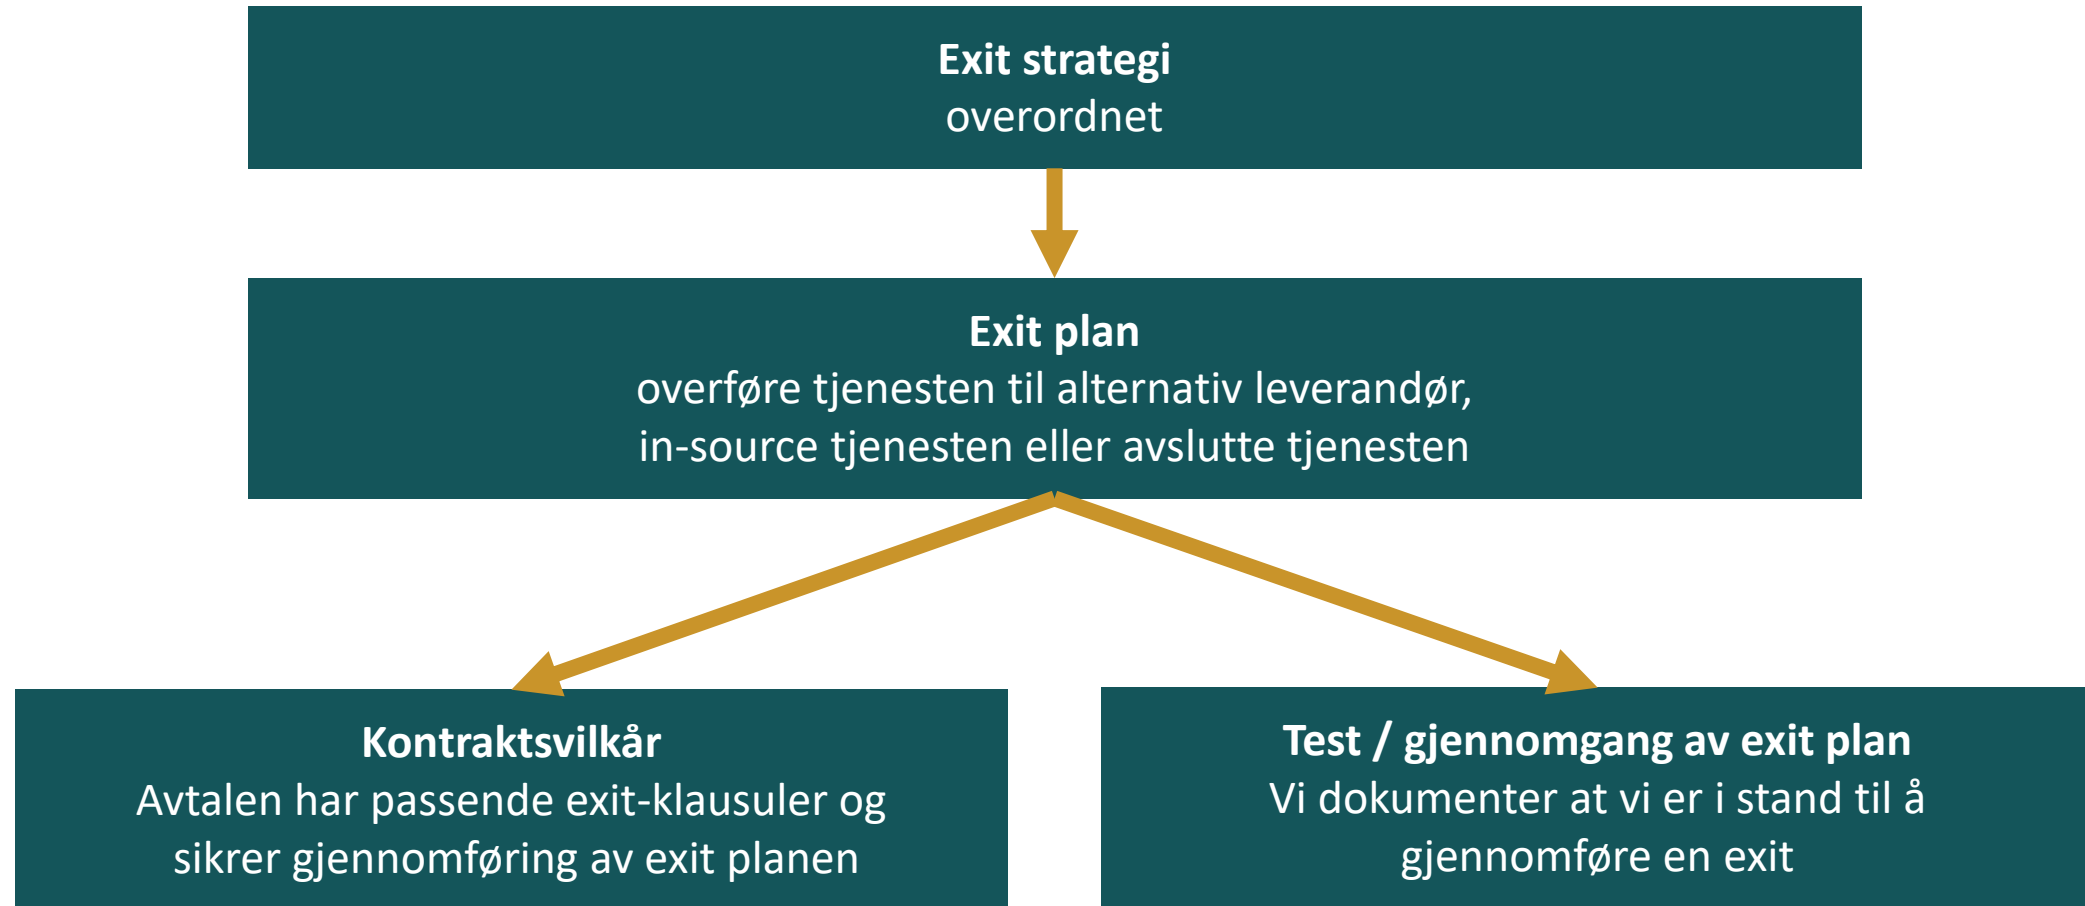 Exit strategi
overordnet
Exit plan
overføre tjenesten til alternativ leverandør,
in-source tjenesten eller avslutte tjenesten
Kontraktsvilkår
Avtalen har passende exit-klausuler og
sikrer gjennomføring av exit planen
Test / gjennomgang av exit plan
Vi dokumenter at vi er i stand til å
gjennomføre en exit